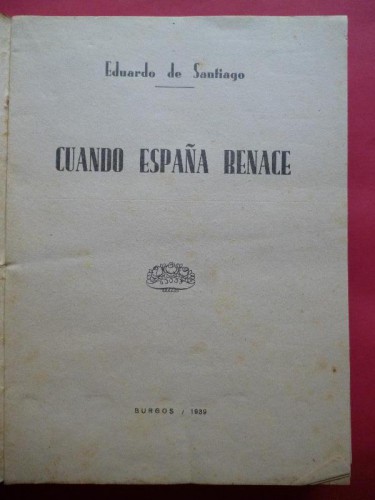 Eduardo de Santiago
CUANDO ESPAÑA RENACE
BURGOS / 1939